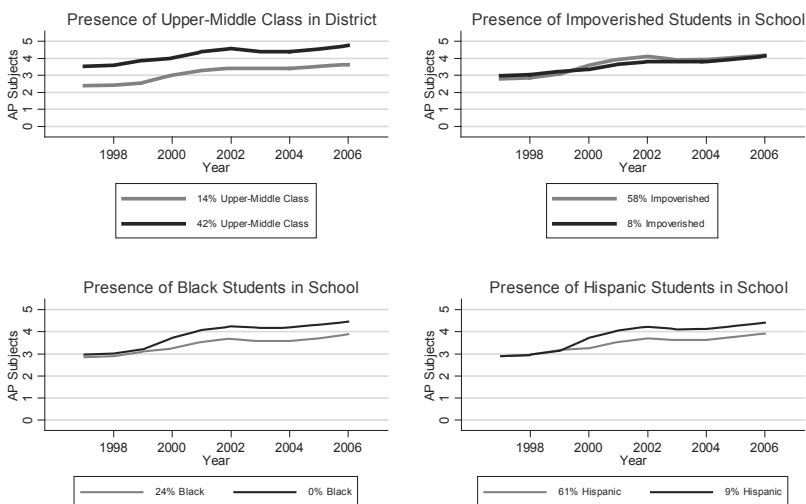 Presence of Upper-Middle Class in District
AP Subjects
0 1 2 3 4 5
1998 2000 2002 2004 2006
Year
14% Upper-Middle Class
42% Upper-Middle Class
Presence of Impoverished Students in School
AP Subjects
0 1 2 3 4 5
1998 2000 2002 2004 2006
Year
58% Impoverished
8% Impoverished
Presence of Black Students in School
AP Subjects
0 1 2 3 4 5
1998 2000 2002 2004 2006
Year
24% Black 0% Black
Presence of Hispanic Students in School
AP Subjects
0 1 2 3 4 5
1998 2000 2002 2004 2006
Year
61% Hispanic 9% Hispanic